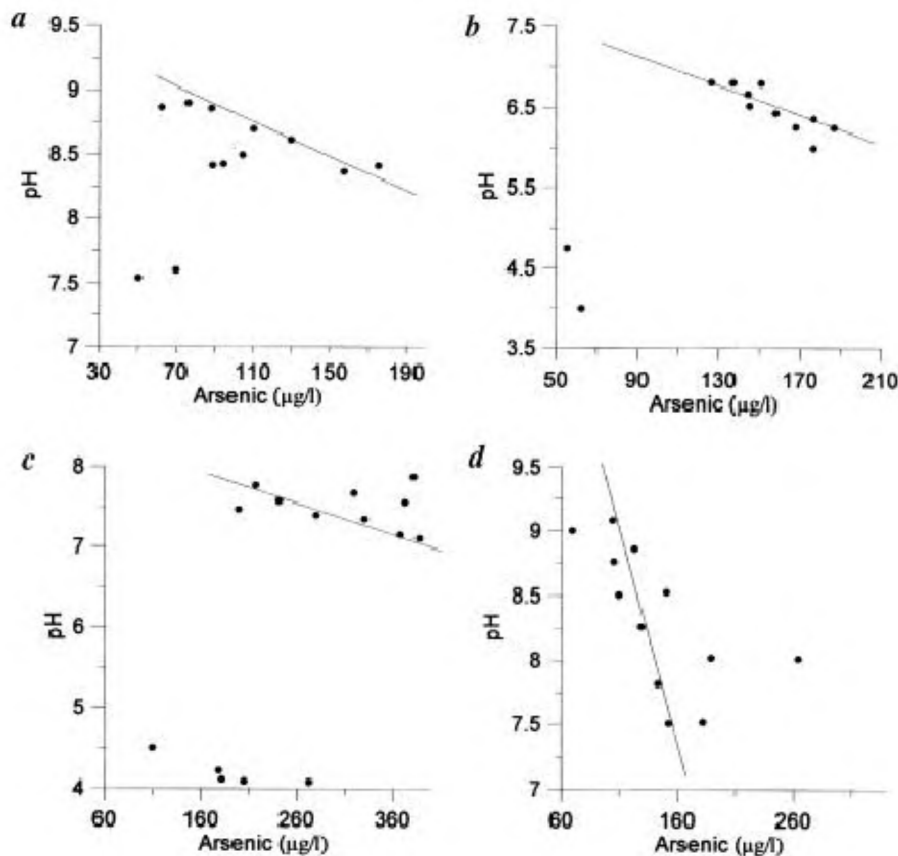 a
9.5
9
8.5
8
7.5
7
pH
30 70 110 150 190
Arsenic (µg/l)
b
7.5
6.5
5.5
4.5
3.5
pH
50 90 130 170 210
Arsenic (µg/l)
c
8
7
6
5
4
pH
60 160 260 360
Arsenic (µg/l)
d
9.5
9
8.5
8
7.5
7
pH
60 160 260
Arsenic (µg/l)